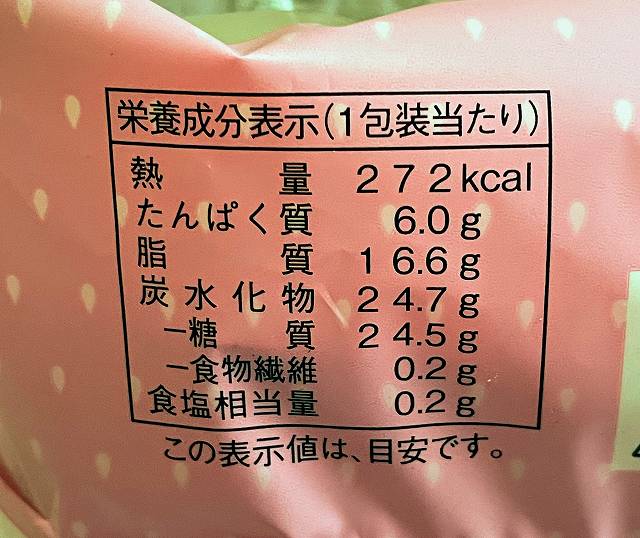 栄養成分表示(1包装当たり)
熱量 272kcal
たんぱく質 6.0g
脂質 16.6g
炭水化物 24.7g
－糖質 24.5g
－食物繊維 0.2g
食塩相当量 0.2g
この表示値は、目安です。